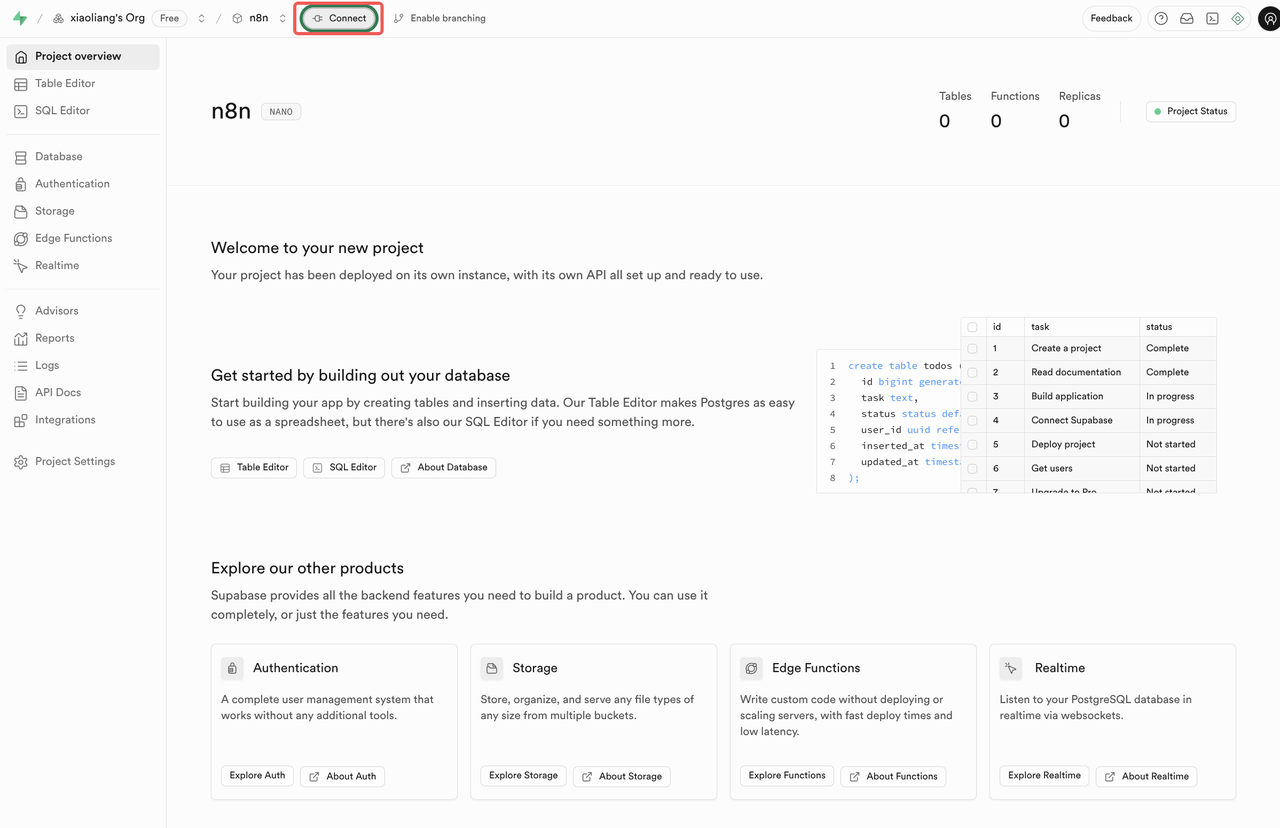 xiaoliang's Org Free n8n Connect Enable branching Feedback
Project overview
Table Editor
SQL Editor
Database
Authentication
Storage
Edge Functions
Realtime
Advisors
Reports
Logs
API Docs
Integrations
Project Settings
n8n NANO
Tables Functions Replicas
0 0 0
Project Status
Welcome to your new project
Your project has been deployed on its own instance, with its own API all set up and ready to use.
Get started by building out your database
Start building your app by creating tables and inserting data. Our Table Editor makes Postgres as easy
to use as a spreadsheet, but there's also our SQL Editor if you need something more.
Table Editor SQL Editor About Database
1 create table todos (
2 id bigint generat
3 task text,
4 status status def
5 user_id uuid refe
6 inserted_at times
7 updated_at timest
8 );
id task status
1 Create a project Complete
2 Read documentation Complete
3 Build application In progress
4 Connect Supabase In progress
5 Deploy project Not started
6 Get users Not started
7 Upgrade to Pro Not started
Explore our other products
Supabase provides all the backend features you need to build a product. You can use it
completely, or just the features you need.
Authentication
A complete user management system that
works without any additional tools.
Explore Auth About Auth
Storage
Store, organize, and serve any file types of
any size from multiple buckets.
Explore Storage About Storage
Edge Functions
Write custom code without deploying or
scaling servers, with fast deploy times and
low latency.
Explore Functions About Functions
Realtime
Listen to your PostgreSQL database in
realtime via websockets.
Explore Realtime About Realtime